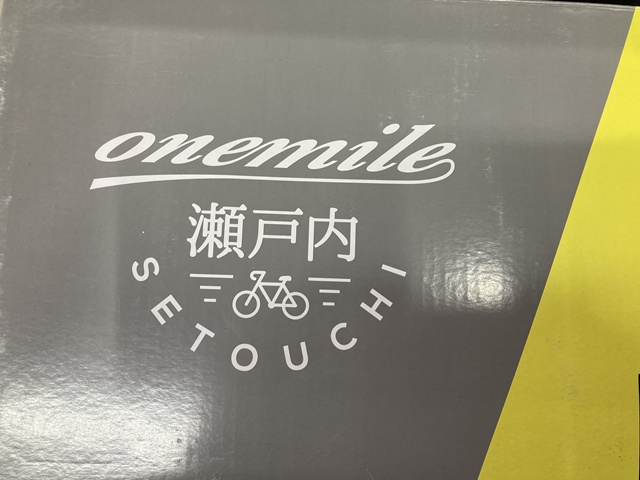 onemile
瀬戸内
SETOUCHI